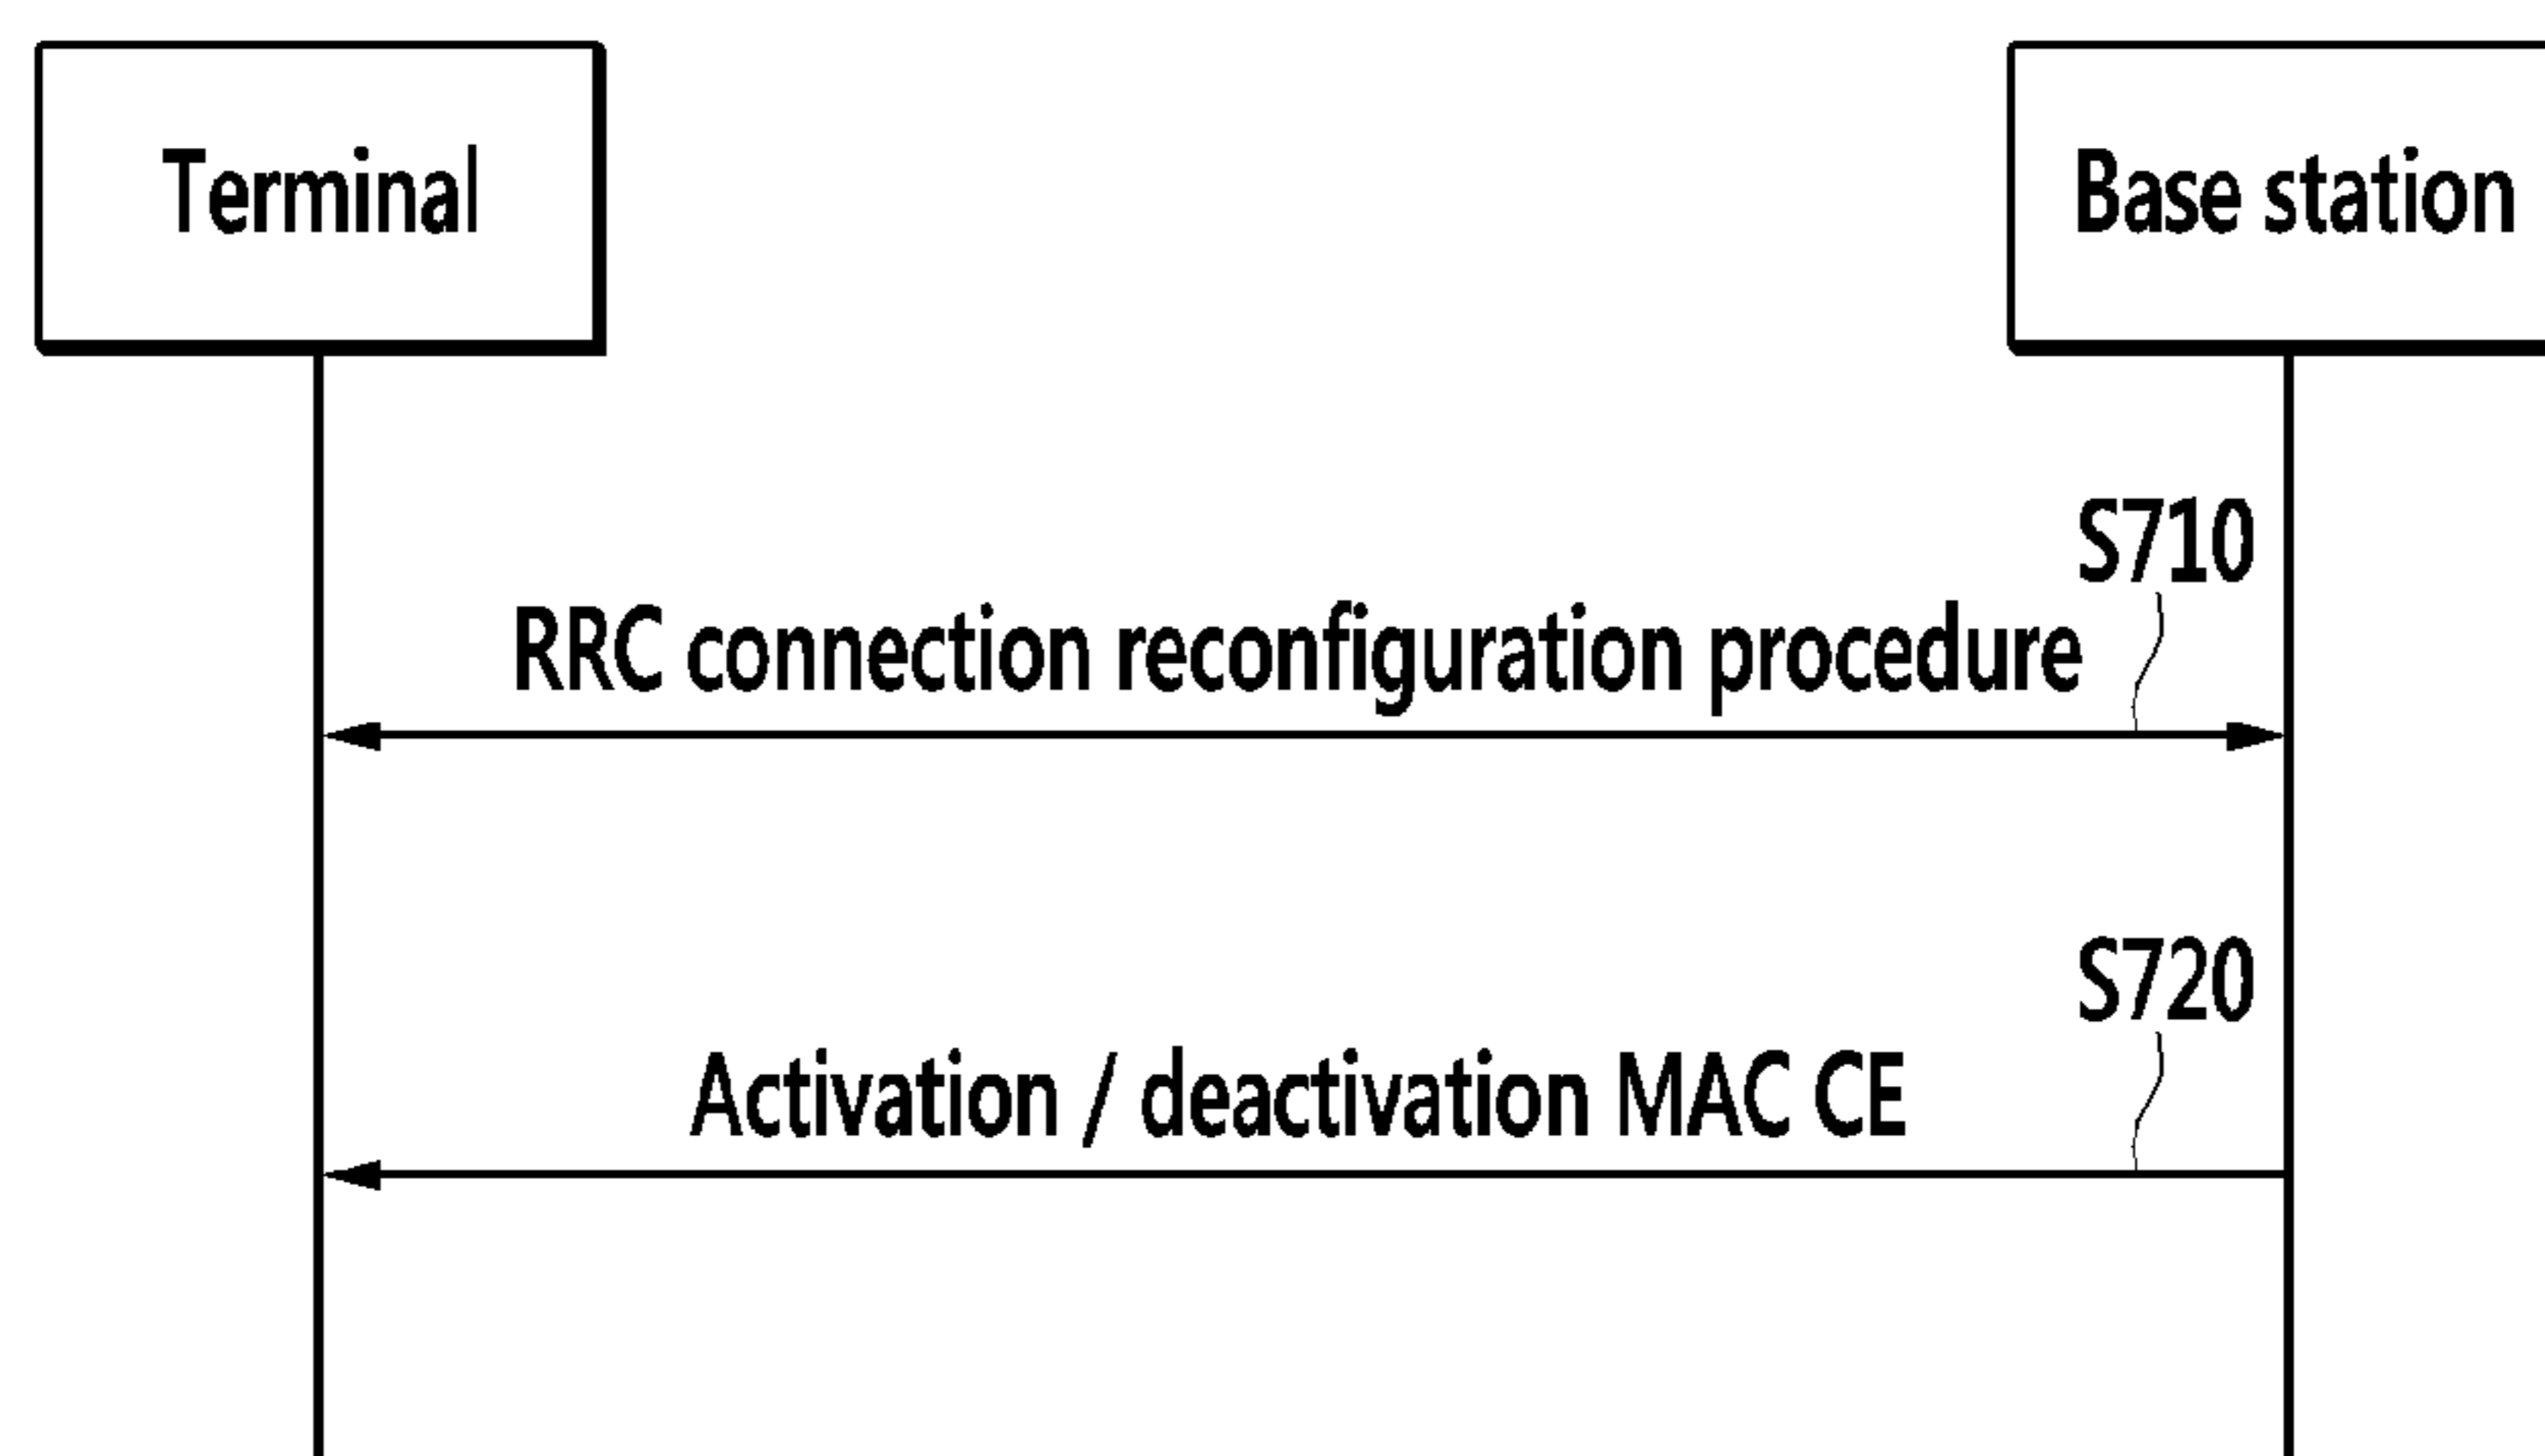 Terminal
Base station
S710
RRC connection reconfiguration procedure
S720
Activation / deactivation MAC CE